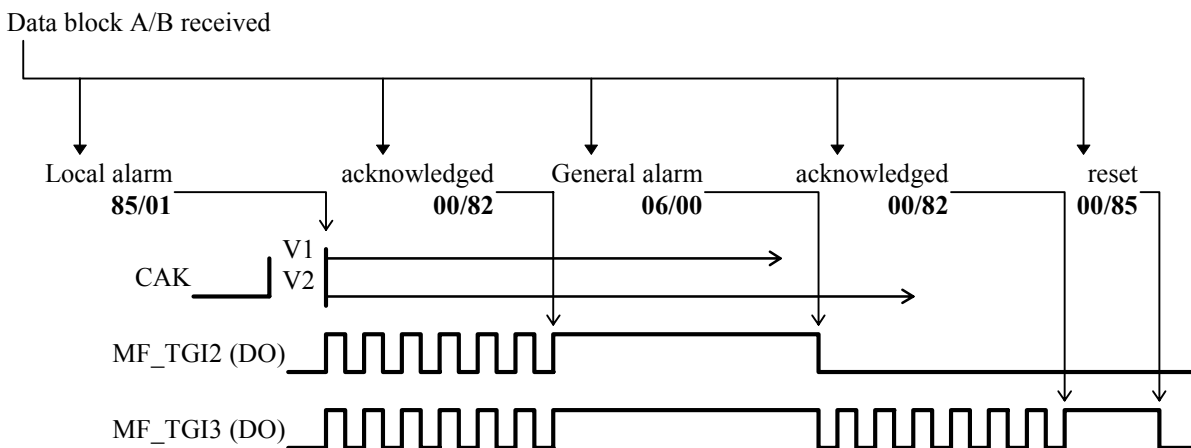 Data block A/B received
Local alarm acknowledged General alarm acknowledged reset
85/01 00/82 06/00 00/82 00/85
V1
CAK V2
MF_TGI2 (DO)
MF_TGI3 (DO)